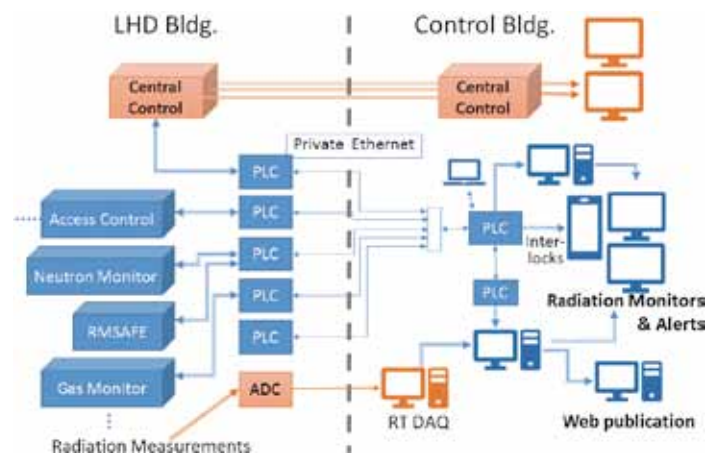 LHD Bldg.
Control Bldg.
Central
Control
Central
Control
Private Ethernet
PLC
Access Control
PLC
PLC
Neutron Monitor
PLC
Inter-
locks
RMSAFE
PLC
PLC
PLC
Radiation Monitors
& Alerts
Gas Monitor
ADC
RT DAQ
Web publication
Radiation Measurements